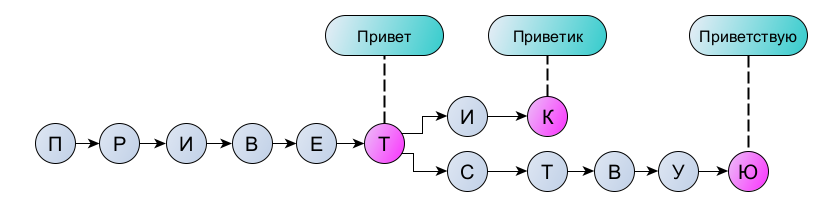 Привет Приветик Приветствую
И К
П Р И В Е Т
С Т В У Ю